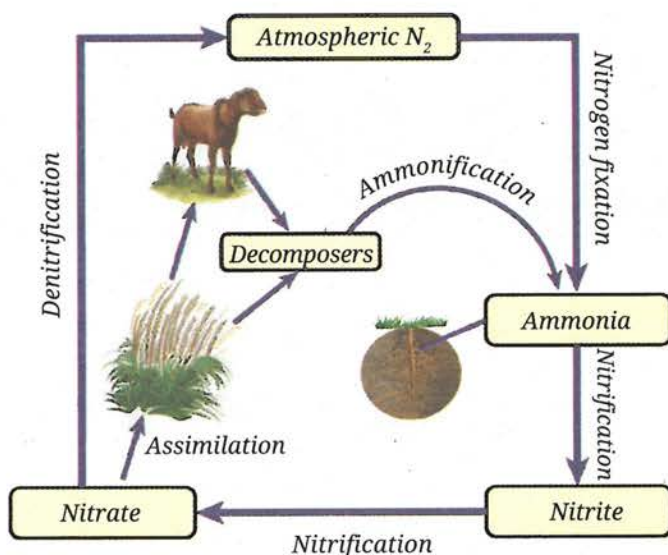 Atmospheric N₂
Nitrogen fixation
Denitrification
Ammonification
Decomposers
Ammonia
Nitrification
Assimilation
Nitrate
Nitrite
Nitrification